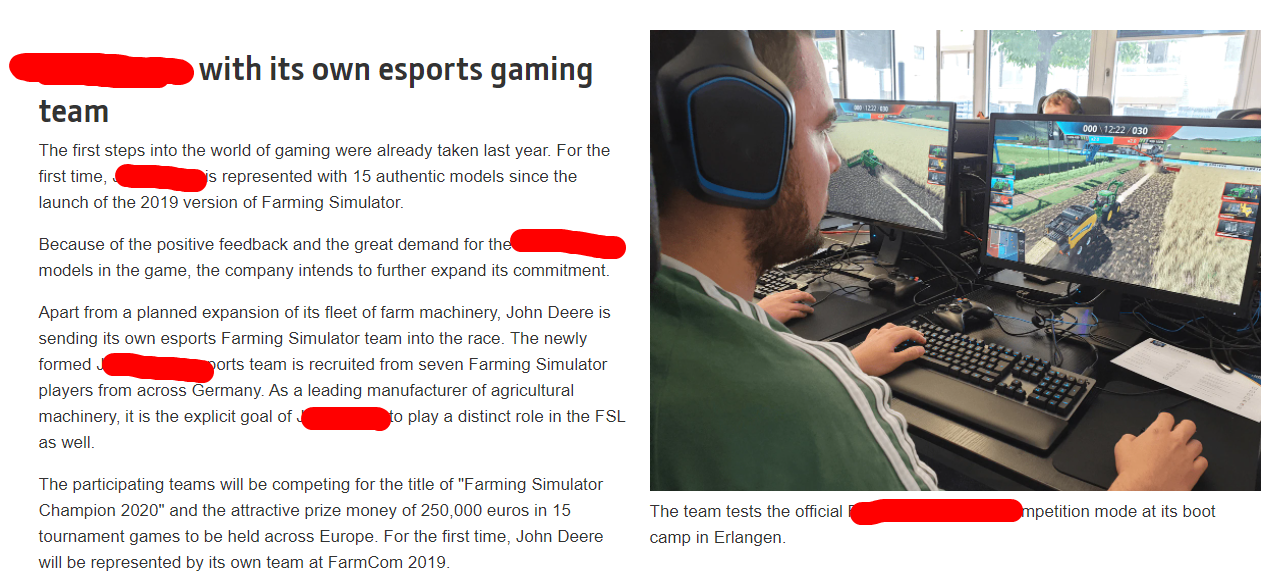 with its own esports gaming
team
The first steps into the world of gaming were already taken last year. For the
first time, is represented with 15 authentic models since the
launch of the 2019 version of Farming Simulator.
Because of the positive feedback and the great demand for the
models in the game, the company intends to further expand its commitment.
Apart from a planned expansion of its fleet of farm machinery, John Deere is
sending its own esports Farming Simulator team into the race. The newly
formed team is recruited from seven Farming Simulator
players from across Germany. As a leading manufacturer of agricultural
machinery, it is the explicit goal of to play a distinct role in the FSL
as well.
The participating teams will be competing for the title of "Farming Simulator
Champion 2020" and the attractive prize money of 250,000 euros in 15
tournament games to be held across Europe. For the first time, John Deere
will be represented by its own team at FarmCom 2019.
000 12:22 030
000 12:22 030
The team tests the official mode at its boot
camp in Erlangen.